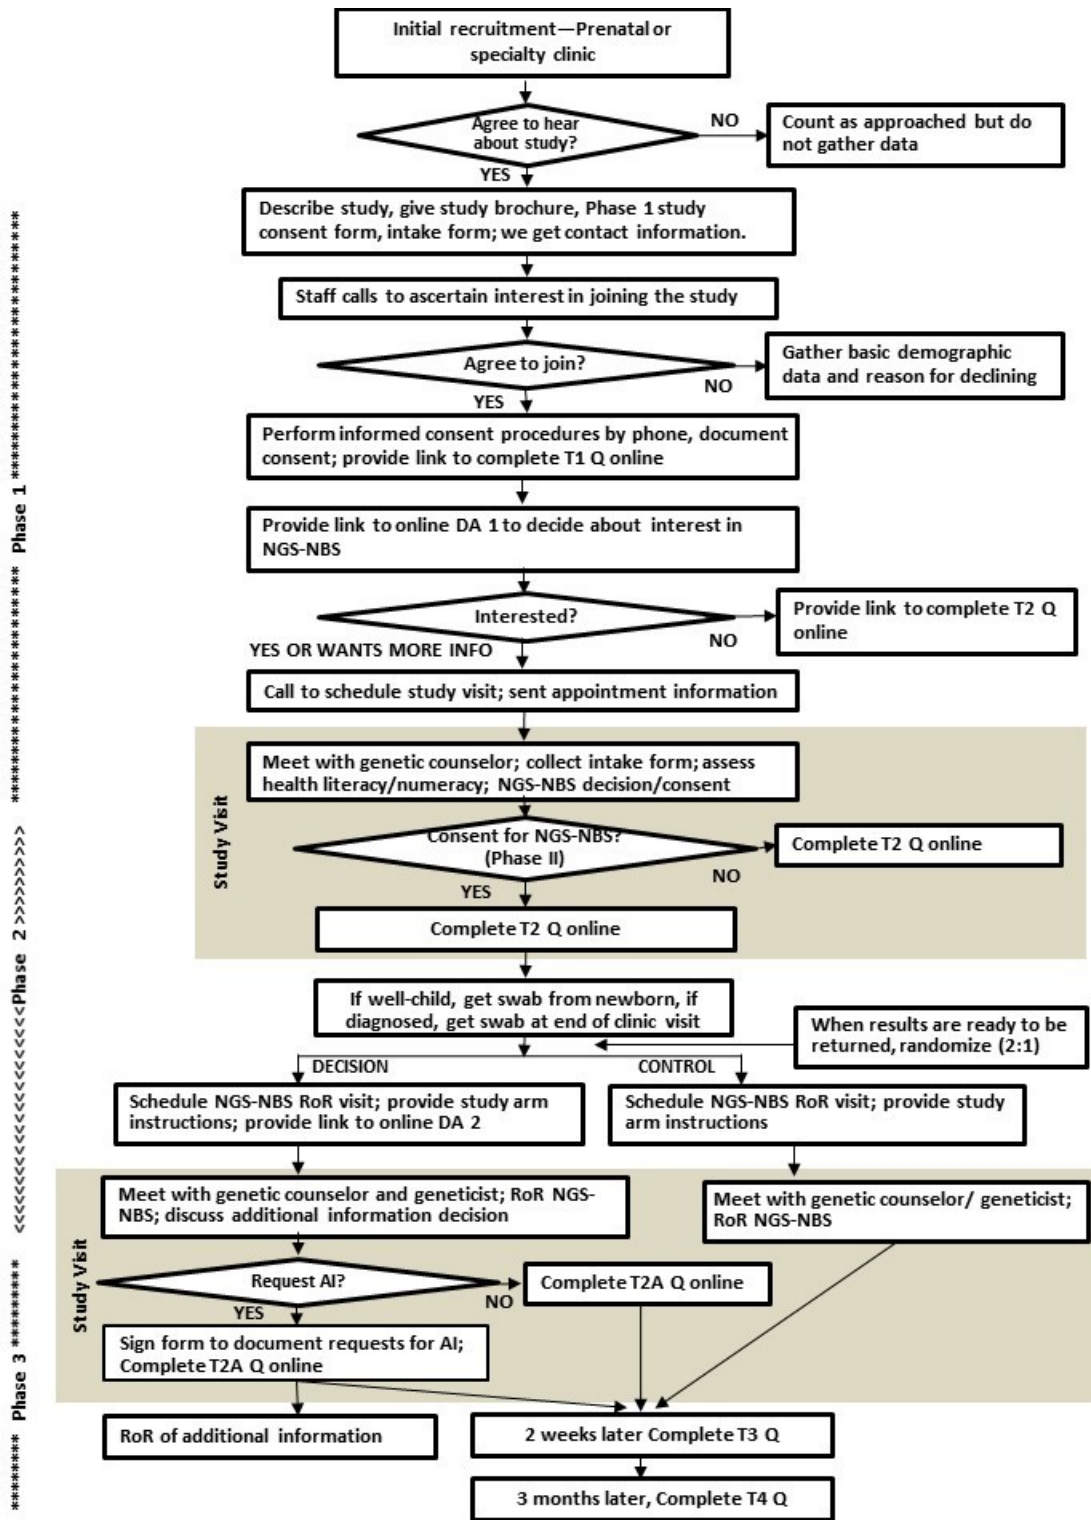 Initial recruitment—Prenatal or
specialty clinic
Agree to hear
about study?
NO
Count as approached but do
not gather data
YES
Describe study, give study brochure, Phase 1 study
consent form, intake form; we get contact information.
Staff calls to ascertain interest in joining the study
Agree to join?
NO
Gather basic demographic
data and reason for declining
YES
Perform informed consent procedures by phone, document
consent; provide link to complete T1 Q online
Provide link to online DA 1 to decide about interest in
NGS-NBS
Interested?
NO
Provide link to complete T2 Q
online
YES OR WANTS MORE INFO
Call to schedule study visit; sent appointment information
Study Visit
Meet with genetic counselor; collect intake form; assess
health literacy/numeracy; NGS-NBS decision/consent
Consent for NGS-NBS?
(Phase II)
NO
Complete T2 Q online
YES
Complete T2 Q online
If well-child, get swab from newborn, if
diagnosed, get swab at end of clinic visit
When results are ready to be
returned, randomize (2:1)
DECISION
CONTROL
Schedule NGS-NBS RoR visit; provide study arm
instructions; provide link to online DA 2
Schedule NGS-NBS RoR visit; provide study
arm instructions
Study Visit
Meet with genetic counselor and geneticist; RoR NGS-
NBS; discuss additional information decision
Meet with genetic counselor/ geneticist;
RoR NGS-NBS
Request AI?
NO
Complete T2A Q online
YES
Sign form to document requests for AI;
Complete T2A Q online
RoR of additional information
2 weeks later Complete T3 Q
3 months later, Complete T4 Q
********* Phase 3 ********* <<<<<<<<<<<<<<<<<<<<Phase 2 >>>>>>>>>>> ********************** Phase 1 **************************